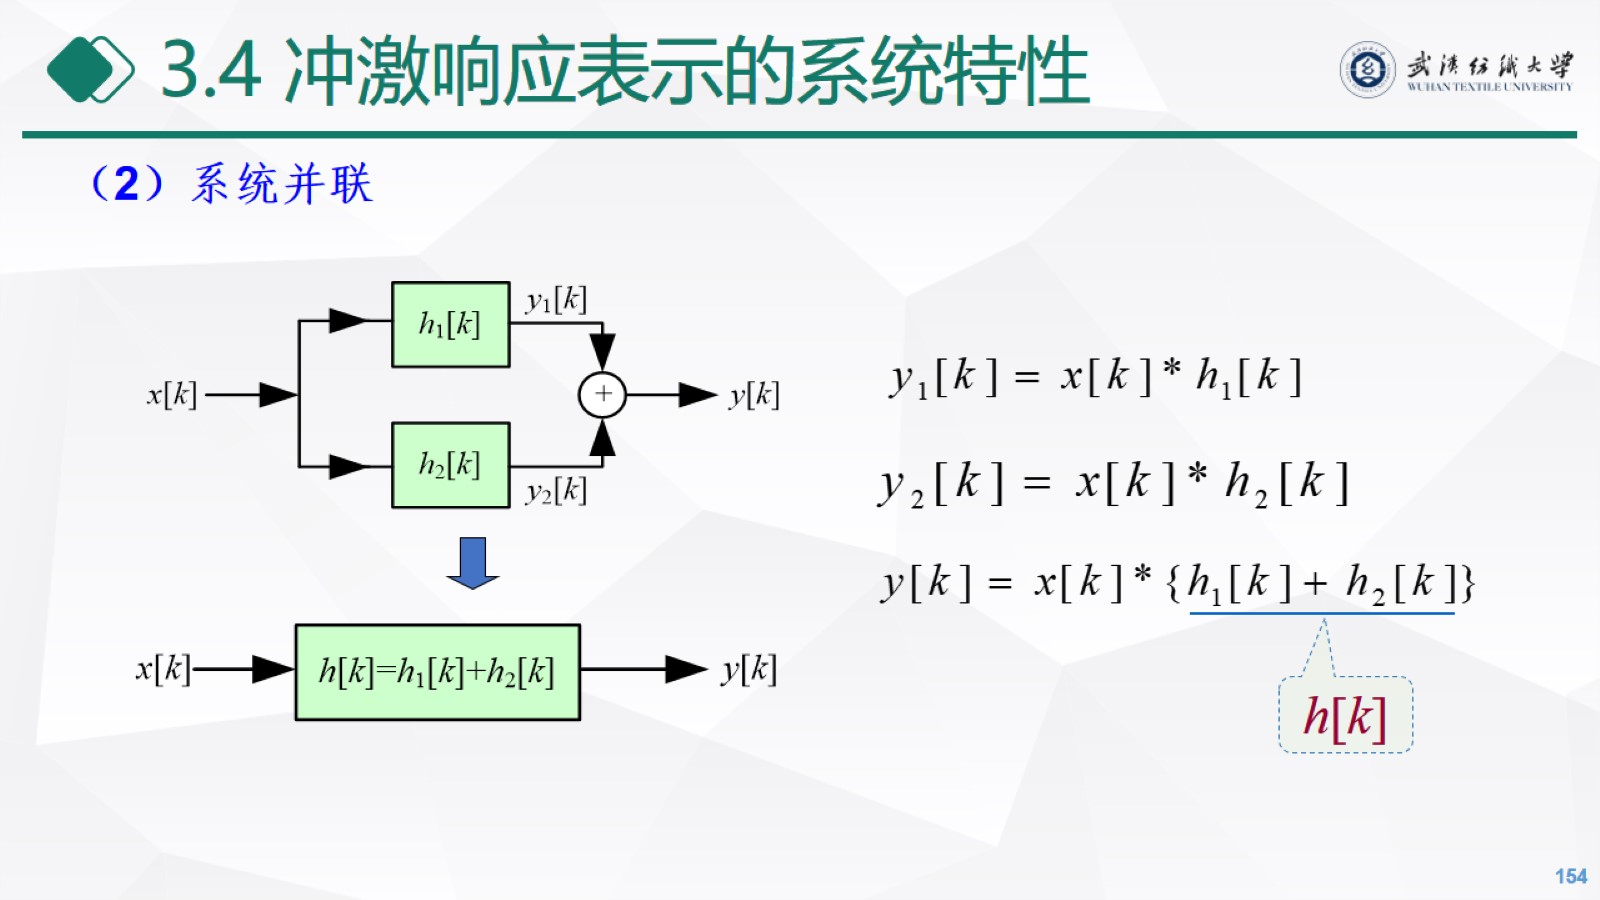 3.4 冲激响应表示的系统特性
武汉纺织大学
WUHAN TEXTILE UNIVERSITY
（2）系统并联
h₁[k]
y₁[k]
x[k]
+
y[k]
h₂[k]
y₂[k]
x[k]
h[k]=h₁[k]+h₂[k]
y[k]
y₁[k] = x[k] * h₁[k]
y₂[k] = x[k] * h₂[k]
y[k] = x[k] * {h₁[k] + h₂[k]}
h[k]
154